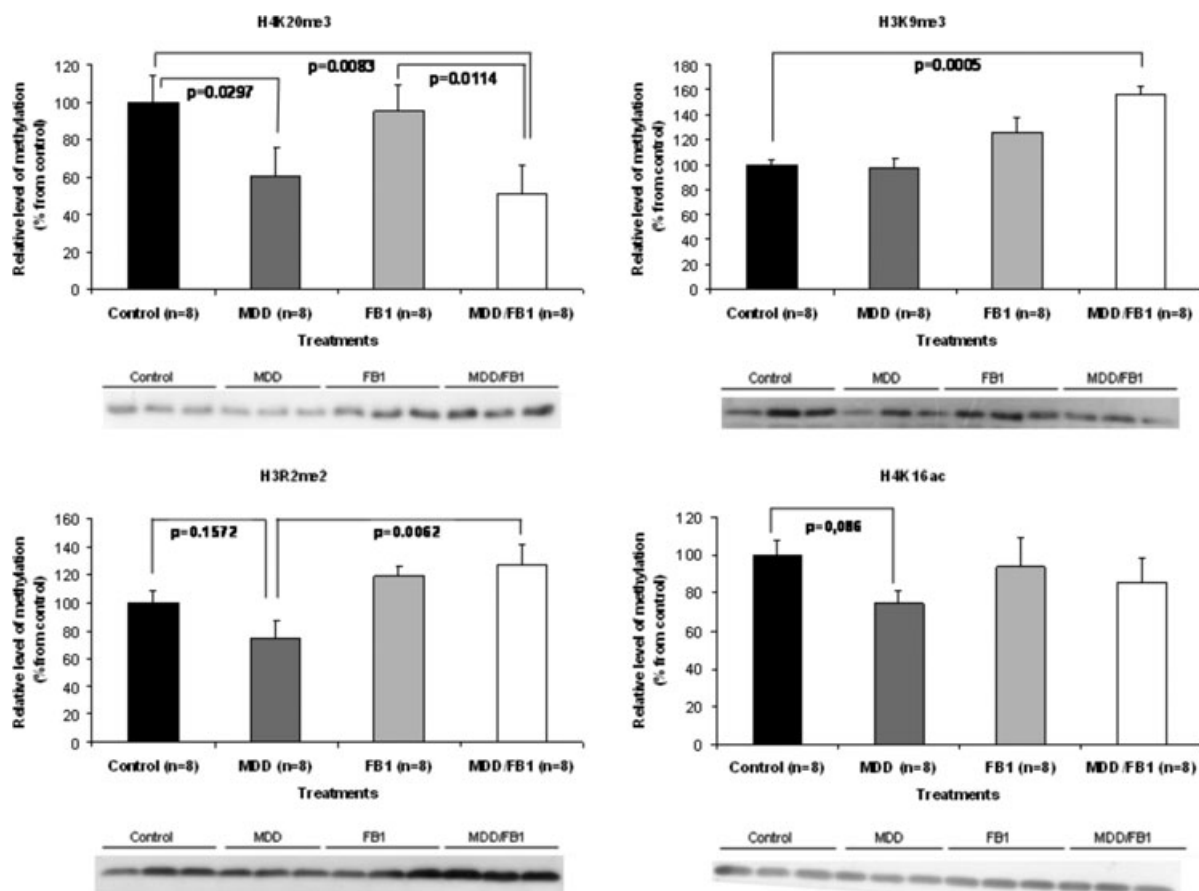 H4K20me3
p=0.0083
p=0.0297
p=0.0114
Relative level of methylation
(% from control)
120
100
80
60
40
20
0
Control (n=8) MDD (n=8) FB1 (n=8) MDD/FB1 (n=8)
Treatments
Control MDD FB1 MDD/FB1
H3K9me3
p=0.0005
Relative level of methylation
(% from control)
180
160
140
120
100
80
60
40
20
0
Control (n=8) MDD (n=8) FB1 (n=8) MDD/FB1 (n=8)
Treatments
Control MDD FB1 MDD/FB1
H3R2me2
p=0.1572
p=0.0062
Relative level of methylation
(% from control)
160
140
120
100
80
60
40
20
0
Control (n=8) MDD (n=8) FB1 (n=8) MDD/FB1 (n=8)
Treatments
Control MDD FB1 MDD/FB1
H4K16ac
p=0,086
Relative level of methylation
(% from control)
120
100
80
60
40
20
0
Control (n=8) MDD (n=8) FB1 (n=8) MDD/FB1 (n=8)
Treatments
Control MDD FB1 MDD/FB1